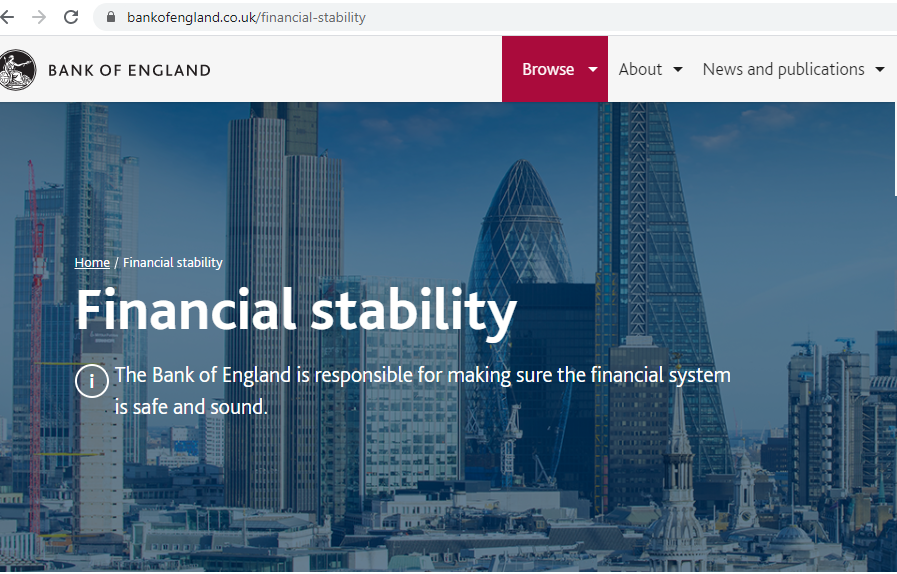 bankofengland.co.uk/financial-stability
BANK OF ENGLAND
Browse
About
News and publications
Home / Financial stability
Financial stability
i
The Bank of England is responsible for making sure the financial system
is safe and sound.